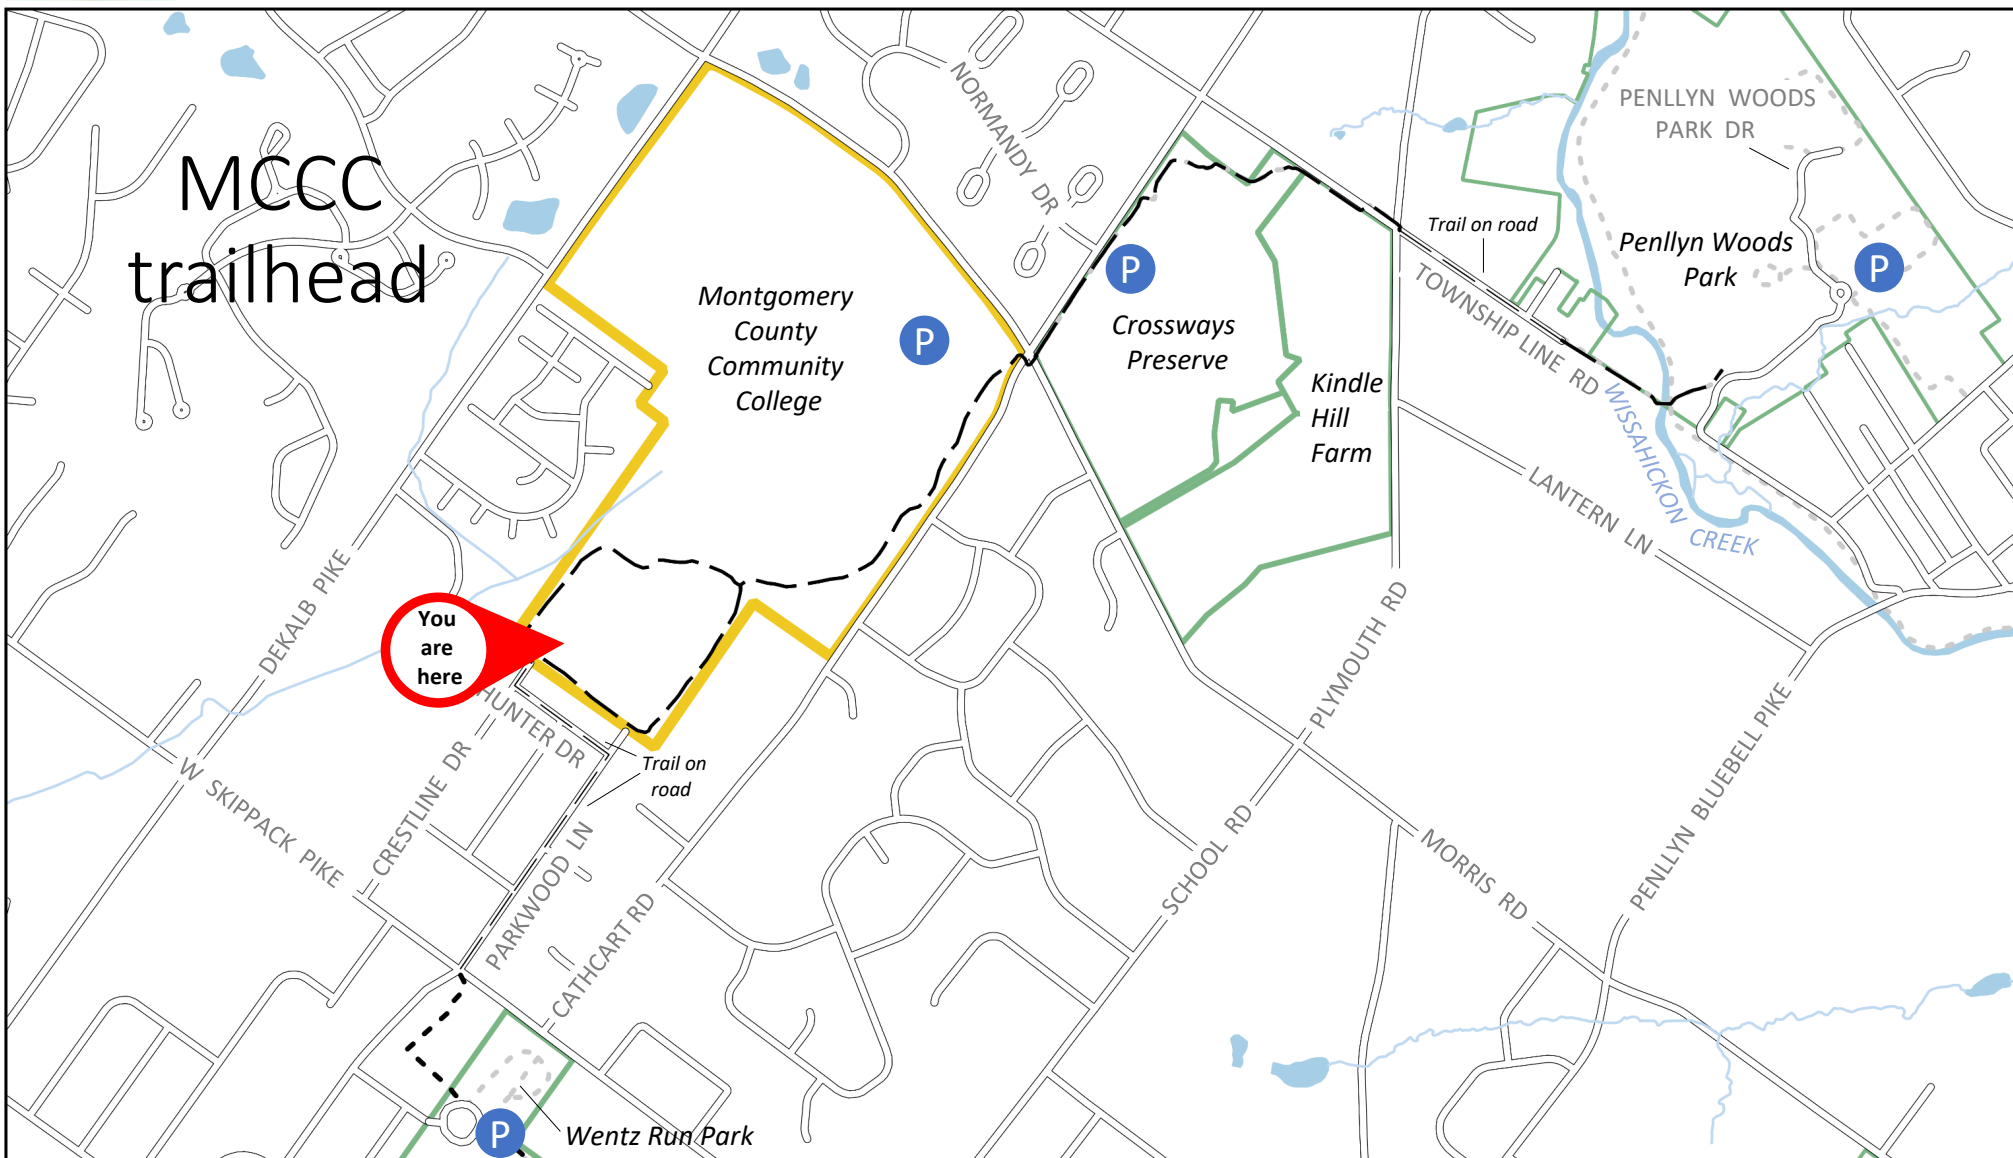 MCCC
trailhead
NORMANDY DR
PENLLYN WOODS
PARK DR
Trail on road
Penllyn Woods
Park
P
P
P
Montgomery
County
Community
College
Crossways
Preserve
Kindle
Hill
Farm
TOWNSHIP LINE RD
WISSAHICKON CREEK
LANTERN LN
DEKALB PIKE
You
are
here
HUNTER DR
Trail on
road
CRESTLINE DR
W SKIPPACK PIKE
PARKWOOD LN
CATHCART RD
PLYMOUTH RD
SCHOOL RD
MORRIS RD
PENLLYN BLUEBELL PIKE
P
Wentz Run Park